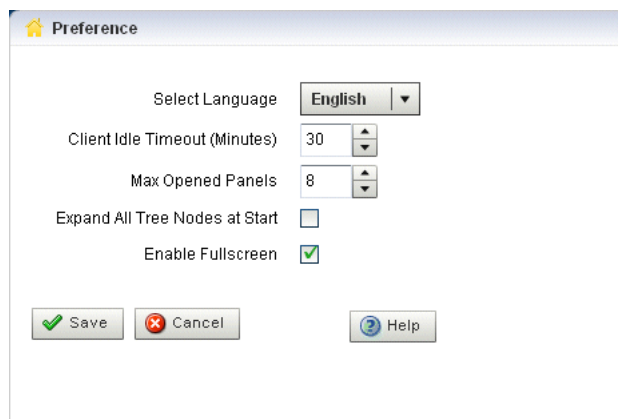 Preference
Select Language English
Client Idle Timeout (Minutes) 30
Max Opened Panels 8
Expand All Tree Nodes at Start
Enable Fullscreen
Save Cancel Help